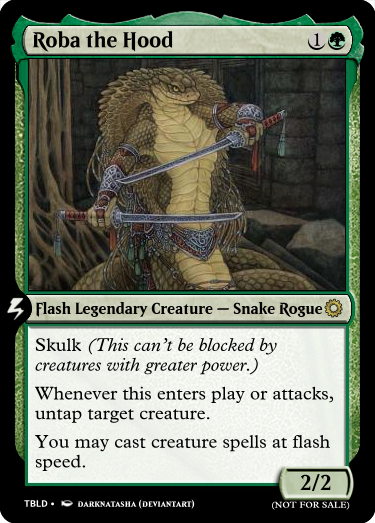 Roba the Hood 1
Flash Legendary Creature — Snake Rogue
Skulk (This can't be blocked by
creatures with greater power.)
Whenever this enters play or attacks,
untap target creature.
You may cast creature spells at flash
speed.
2/2
TBLD • DARKNATASHA (DEVIANTART)
(NOT FOR SALE)